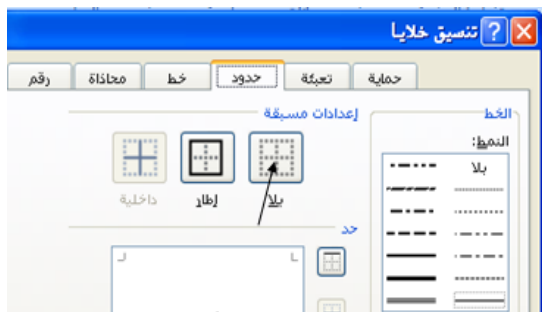 تنسيق خلايا
رقم محاذاة خط حدود تعبئة حماية
الخط
النمط:
بلا
إعدادات مسبقة
بلا إطار داخلية
حد